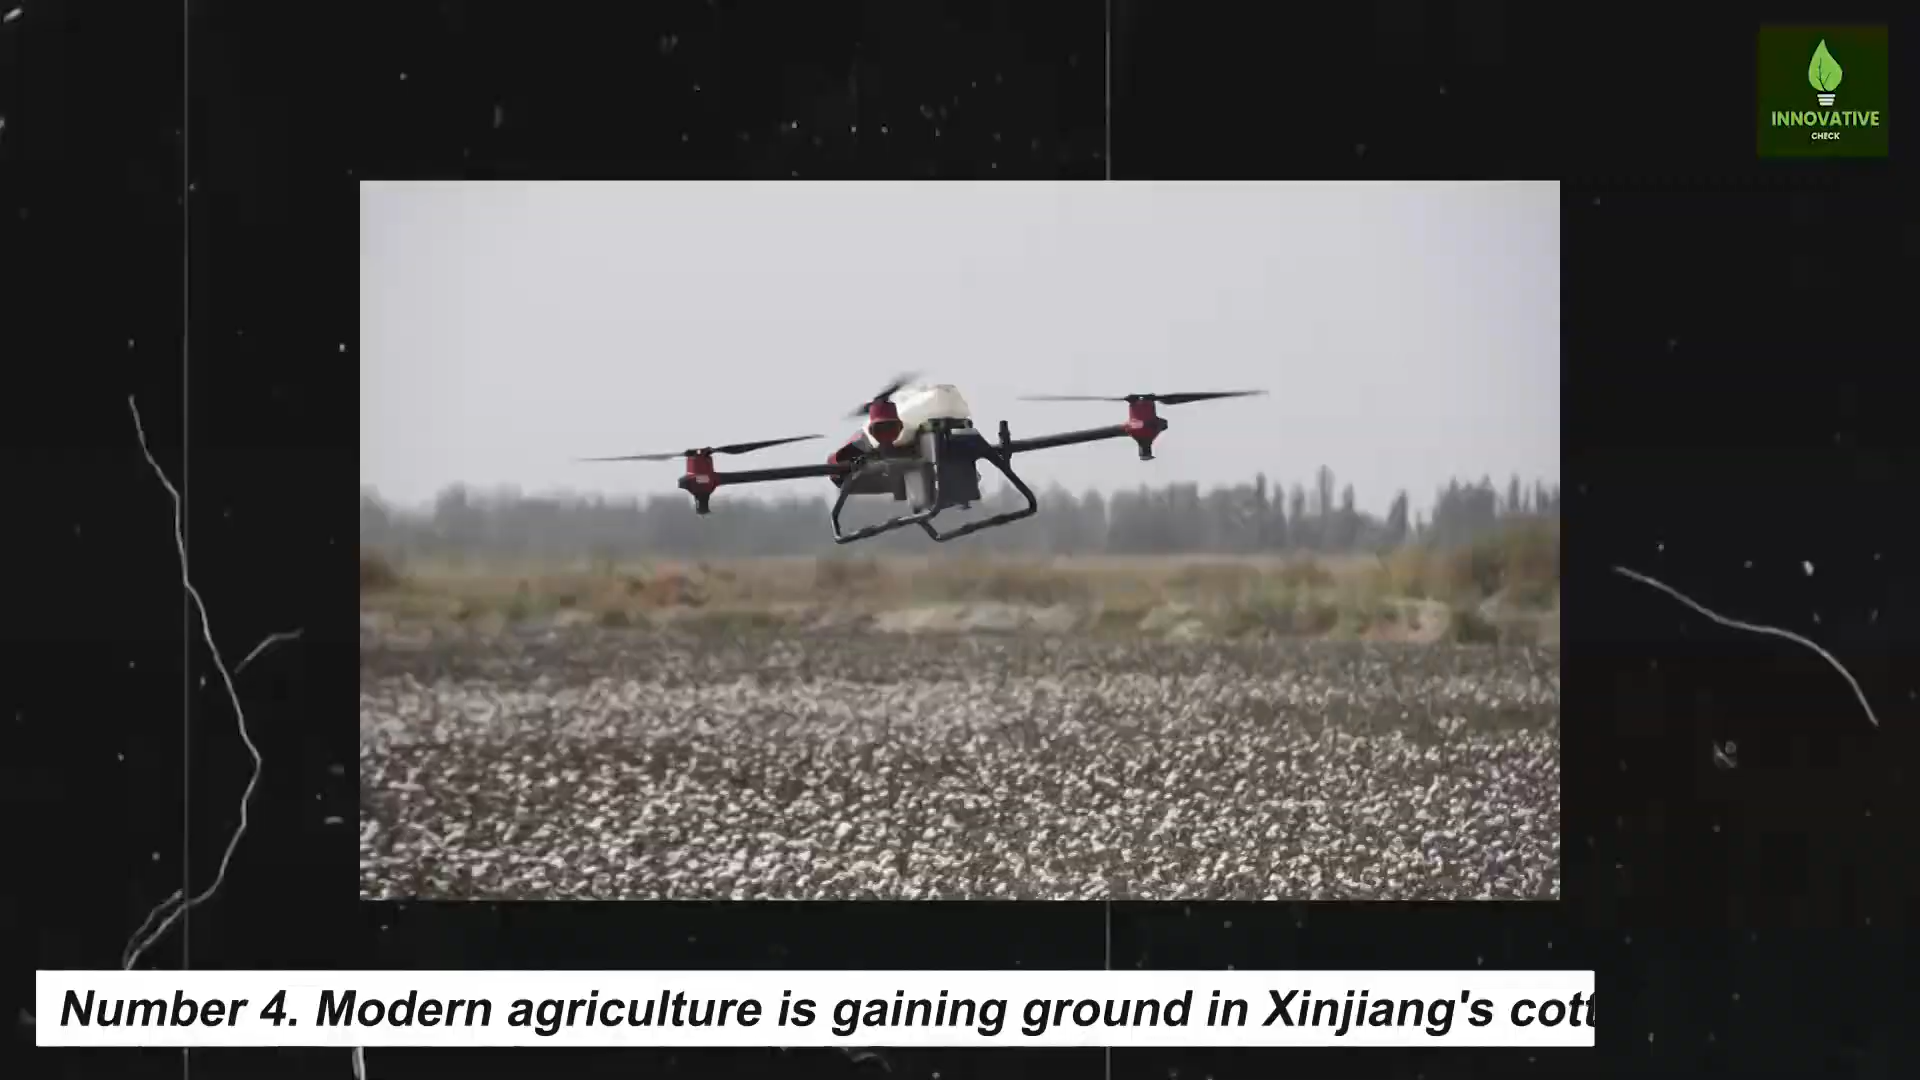 INNOVATIVE
CHECK
Number 4. Modern agriculture is gaining ground in Xinjiang's